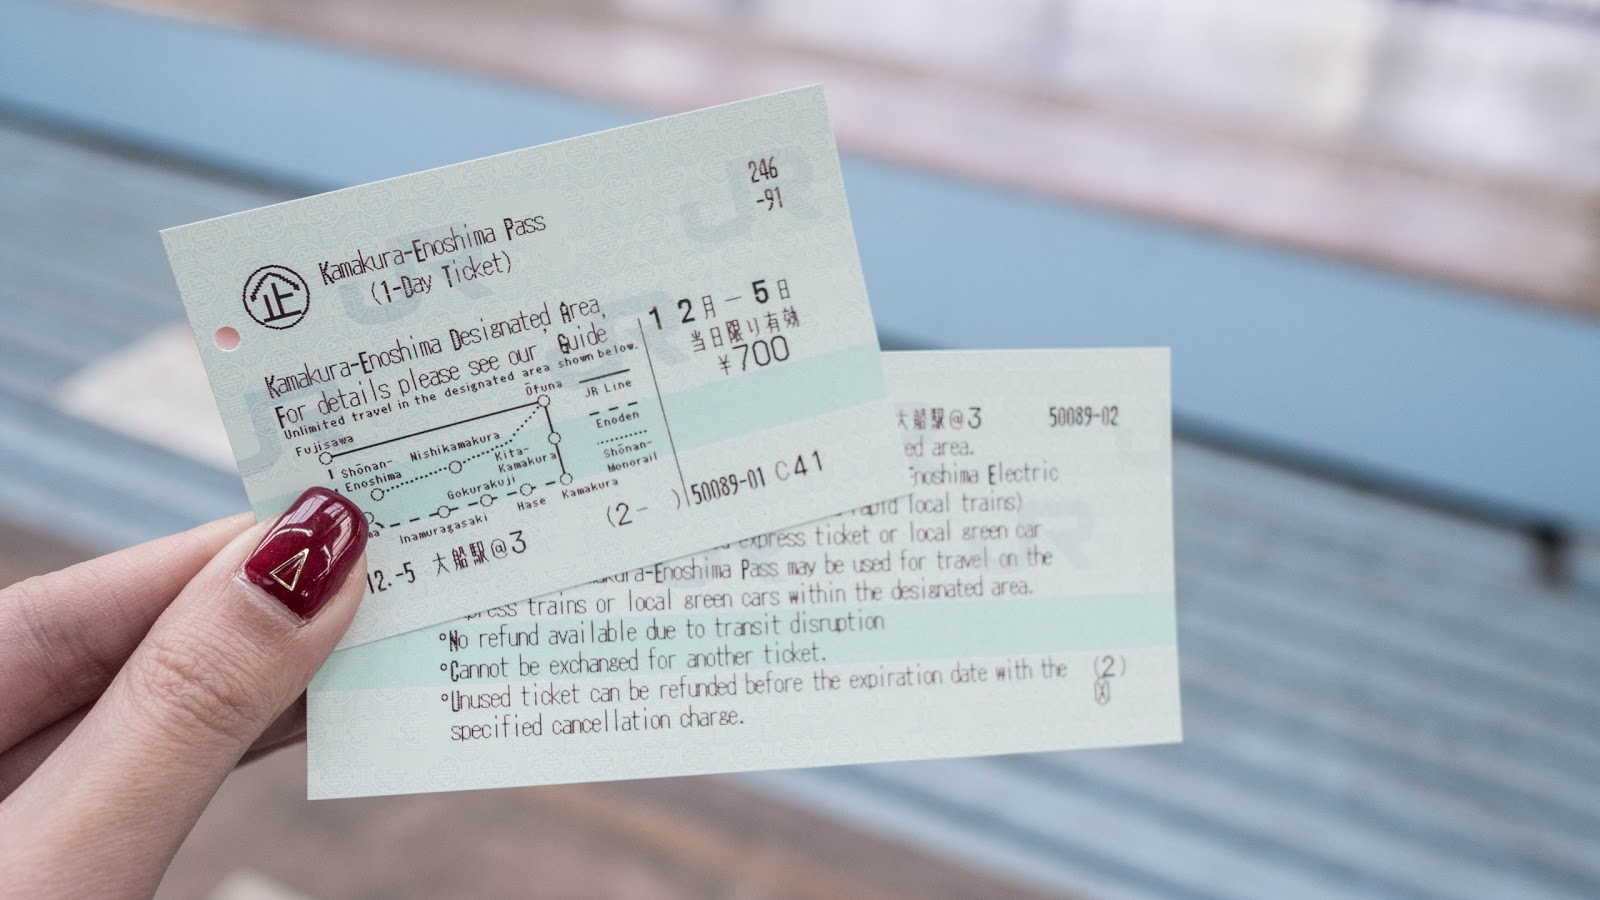 246
-91
企 Kamakura-Enoshima Pass
(1-Day Ticket)
Kamakura-Enoshima Designated Area,
For details please see our Guide
Unlimited travel in the designated area shown below.
12月-5日
当日限り有効
¥700
Ōfuna
JR Line
Fujisawa
Enoden
Shōnan-
Enoshima
Nishikamakura
Kita-
Kamakura
Shōnan-
Monorail
Gokurakuji
Inamuragasaki
Hase
Kamakura
(2- )
50089-01 C41
12.-5 大船駅@3
大船駅@3 50089-02
area.
Electric
local trains)
express ticket or local green car
-Enoshima Pass may be used for travel on the
trains or local green cars within the designated area.
°No refund available due to transit disruption
°Cannot be exchanged for another ticket.
°Unused ticket can be refunded before the expiration date with the
specified cancellation charge.
(2)
JR